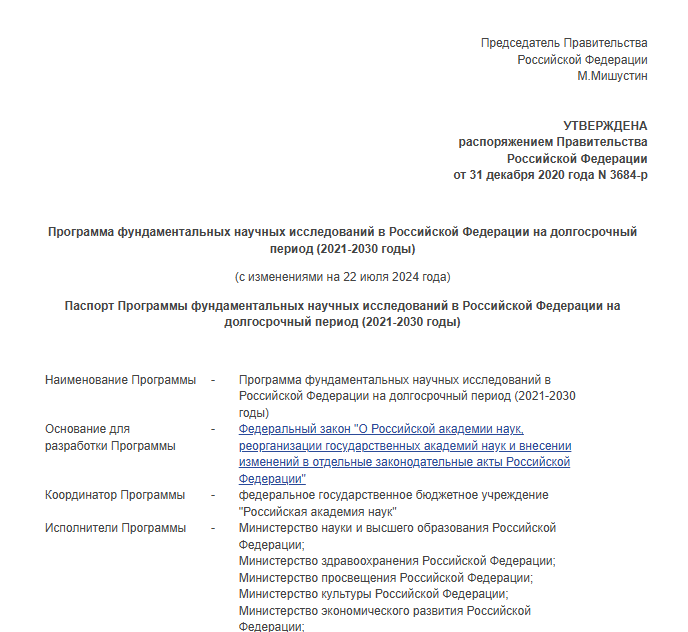 Председатель Правительства
Российской Федерации
М.Мишустин
УТВЕРЖДЕНА
распоряжением Правительства
Российской Федерации
от 31 декабря 2020 года N 3684-р
Программа фундаментальных научных исследований в Российской Федерации на долгосрочный
период (2021-2030 годы)
(с изменениями на 22 июля 2024 года)
Паспорт Программы фундаментальных научных исследований в Российской Федерации на
долгосрочный период (2021-2030 годы)
Наименование Программы - Программа фундаментальных научных исследований в
Российской Федерации на долгосрочный период (2021-2030
годы)
Основание для - Федеральный закон "О Российской академии наук,
разработки Программы реорганизации государственных академий наук и внесении
изменений в отдельные законодательные акты Российской
Федерации"
Координатор Программы - федеральное государственное бюджетное учреждение
"Российская академия наук"
Исполнители Программы - Министерство науки и высшего образования Российской
Федерации;
Министерство здравоохранения Российской Федерации;
Министерство просвещения Российской Федерации;
Министерство культуры Российской Федерации;
Министерство экономического развития Российской
Федерации;